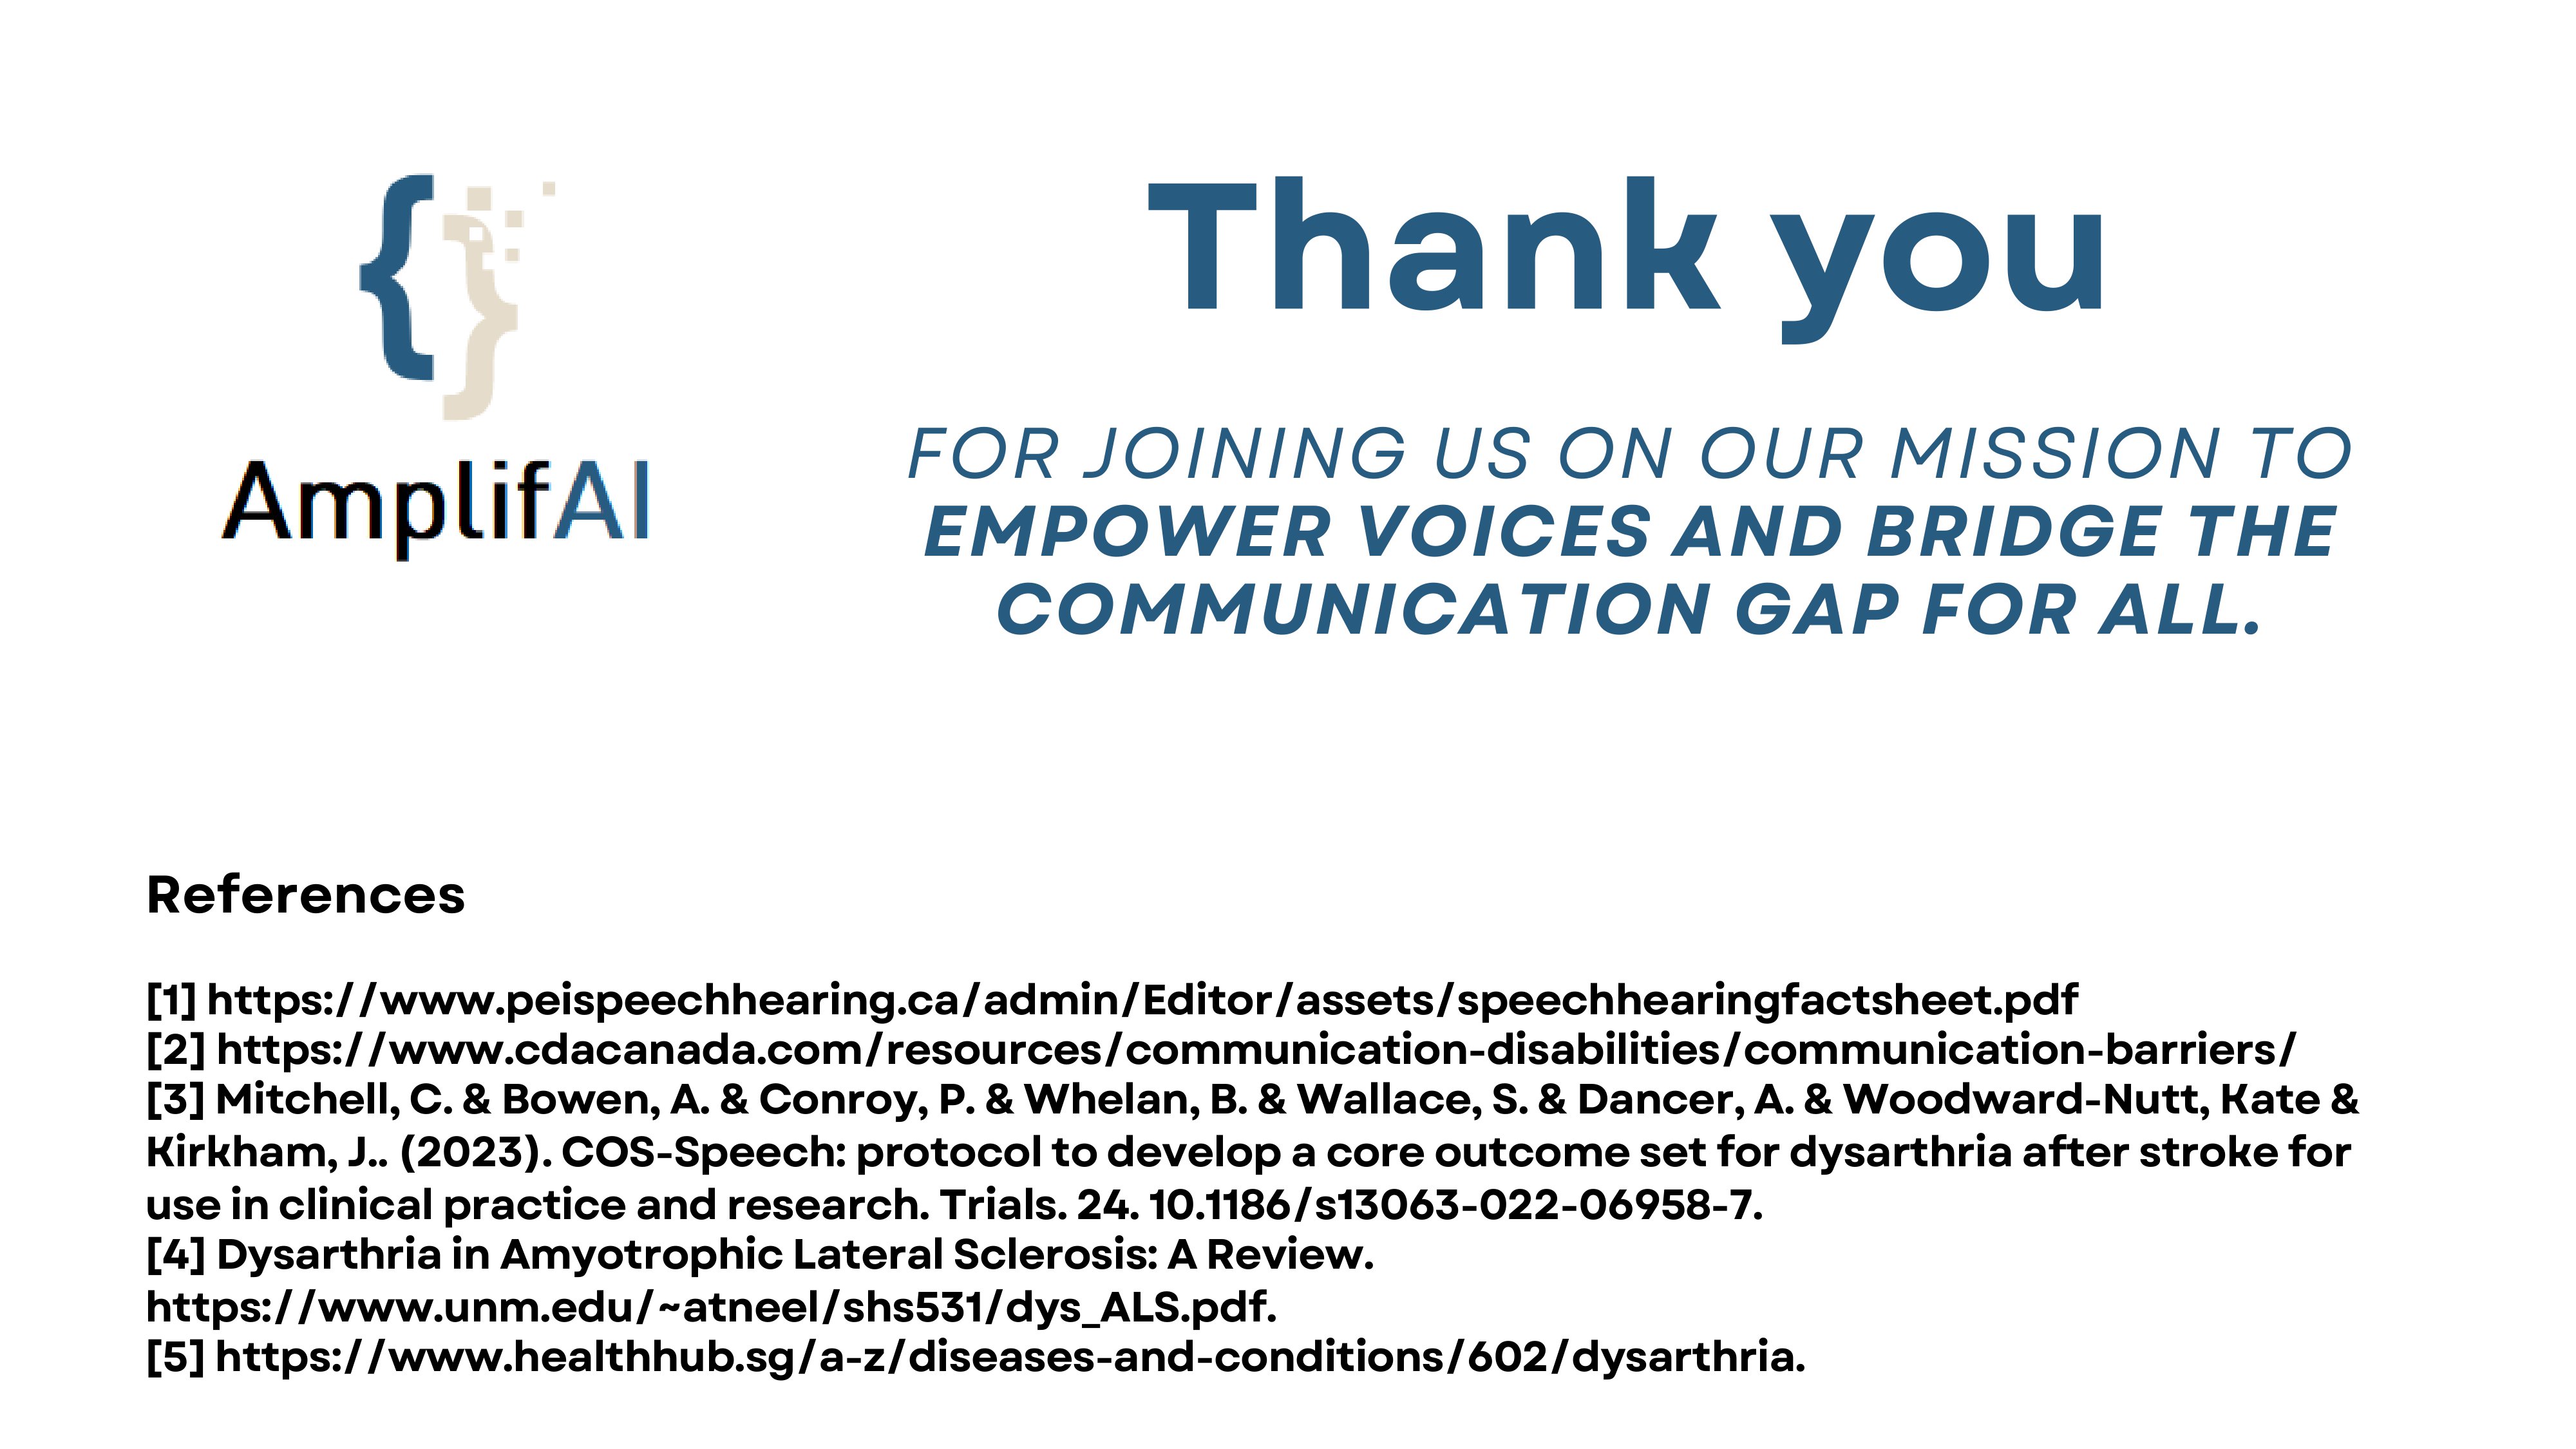 AmplifAI
Thank you
FOR JOINING US ON OUR MISSION TO
EMPOWER VOICES AND BRIDGE THE
COMMUNICATION GAP FOR ALL.
References
[1] https://www.peispeechhearing.ca/admin/Editor/assets/speechhearingfactsheet.pdf
[2] https://www.cdacanada.com/resources/communication-disabilities/communication-barriers/
[3] Mitchell, C. & Bowen, A. & Conroy, P. & Whelan, B. & Wallace, S. & Dancer, A. & Woodward-Nutt, Kate &
Kirkham, J.. (2023). COS-Speech: protocol to develop a core outcome set for dysarthria after stroke for
use in clinical practice and research. Trials. 24. 10.1186/s13063-022-06958-7.
[4] Dysarthria in Amyotrophic Lateral Sclerosis: A Review.
https://www.unm.edu/~atneel/shs531/dys_ALS.pdf.
[5] https://www.healthhub.sg/a-z/diseases-and-conditions/602/dysarthria.